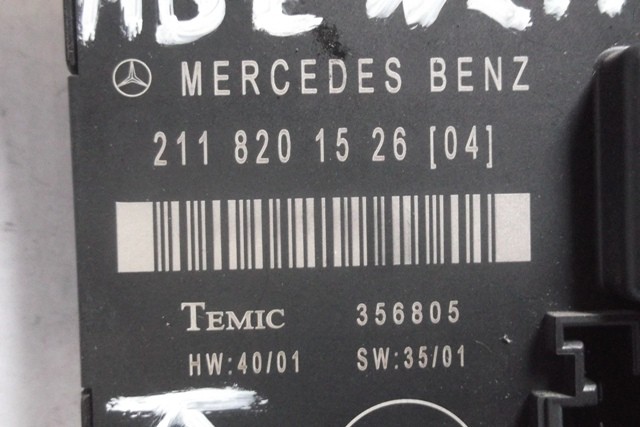 MERCEDES BENZ
211 820 15 26 [04]
TEMIC 356805
HW:40/01 SW:35/01